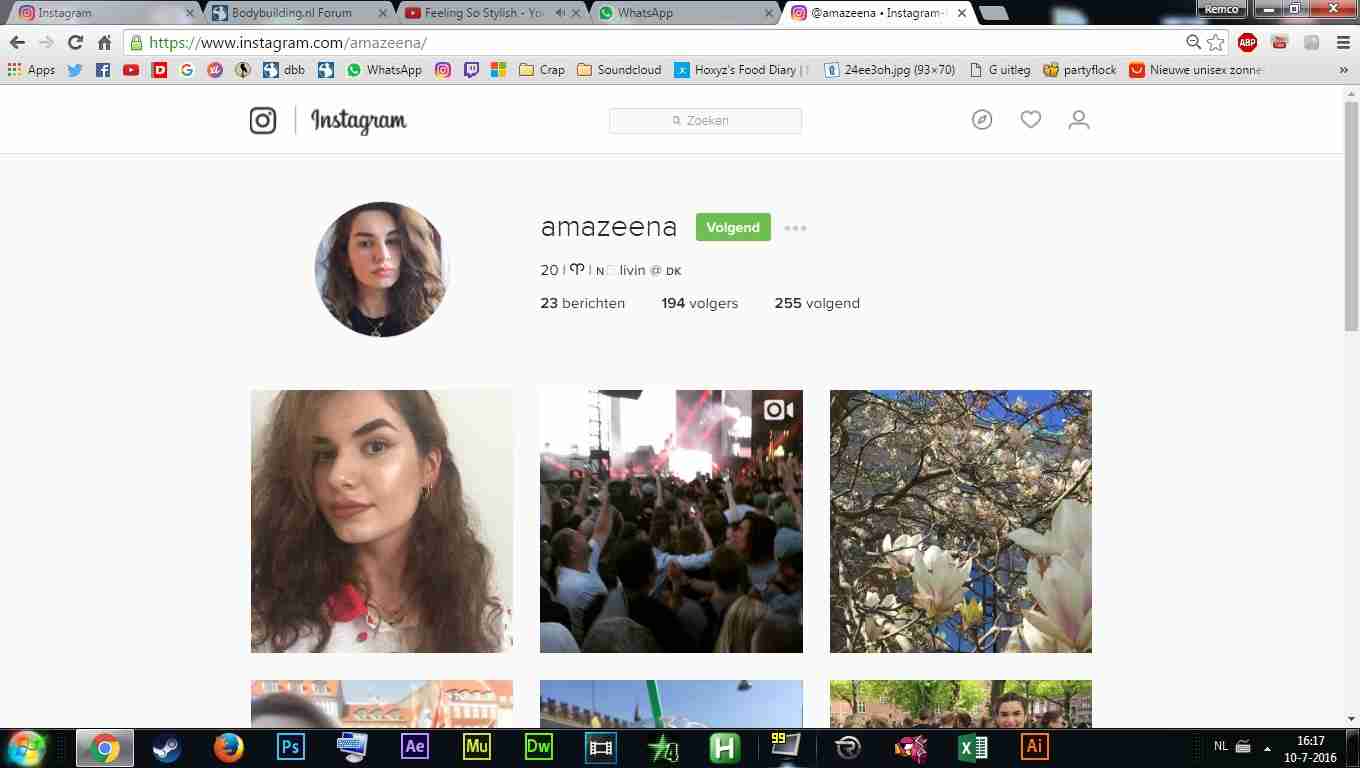 Instagram
Bodybuilding.nl Forum
Feeling So Stylish - Yo
WhatsApp
@amazeena • Instagram-
Remco
https://www.instagram.com/amazeena/
ABP
Apps
dbb
WhatsApp
Crap
Soundcloud
Hoxyz's Food Diary |
24ee3oh.jpg (93×70)
G uitleg
partyflock
Nieuwe unisex zonne
»
Instagram
Zoeken
amazeena
Volgend
20 | ♈ | ɴ livin @ ᴅᴋ
23 berichten
194 volgers
255 volgend
Ps
Ae
Mu
Dw
H
99
Ai
NL
16:17
10-7-2016